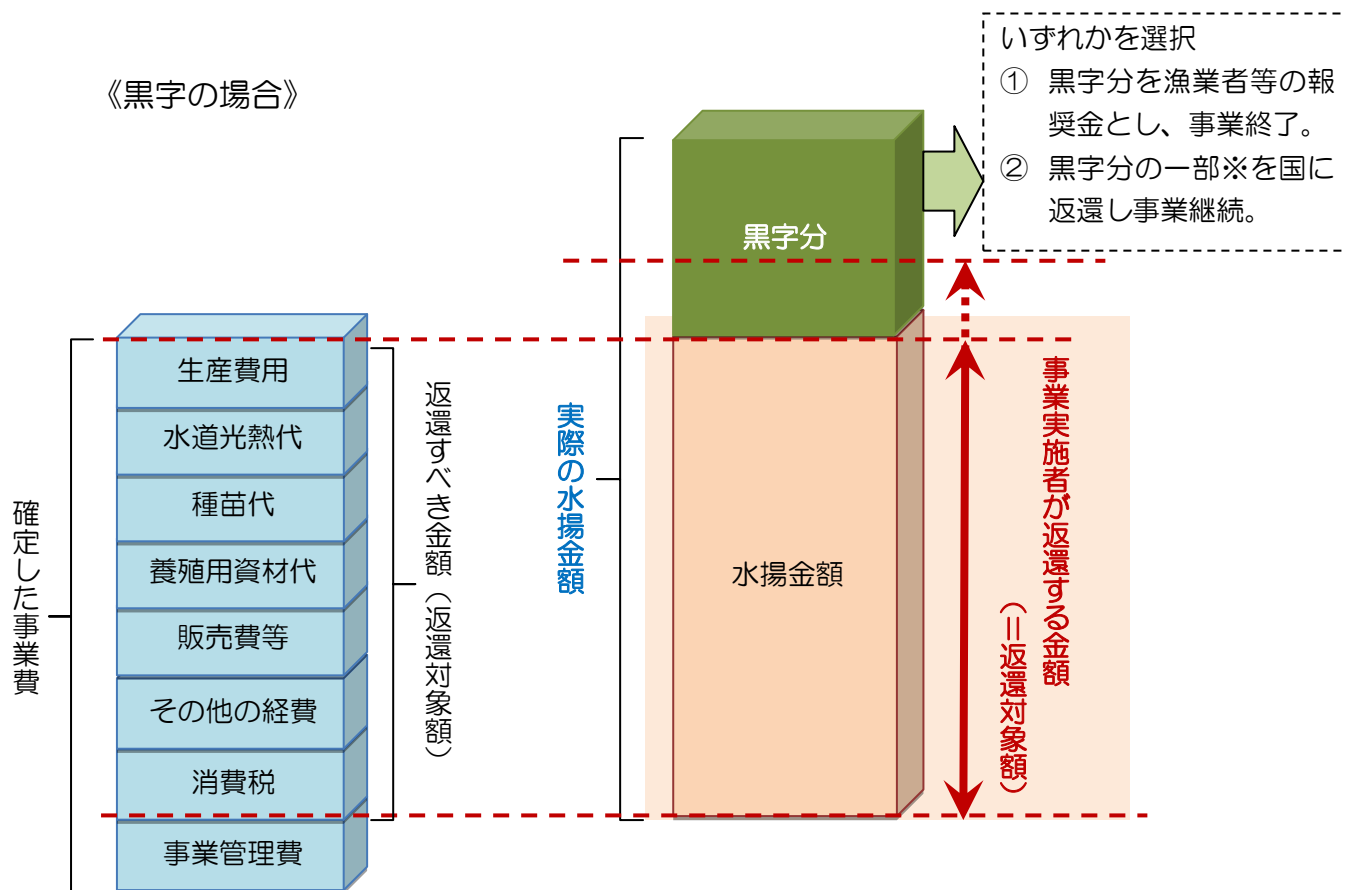 《黒字の場合》
いずれかを選択
① 黒字分を漁業者等の報
奨金とし、事業終了。
② 黒字分の一部※を国に
返還し事業継続。
黒字分
生産費用
水道光熱代
種苗代
養殖用資材代
販売費等
その他の経費
消費税
事業管理費
確定した事業費
返還すべき金額（返還対象額）
実際の水揚金額
水揚金額
事業実施者が返還する金額
（＝返還対象額）